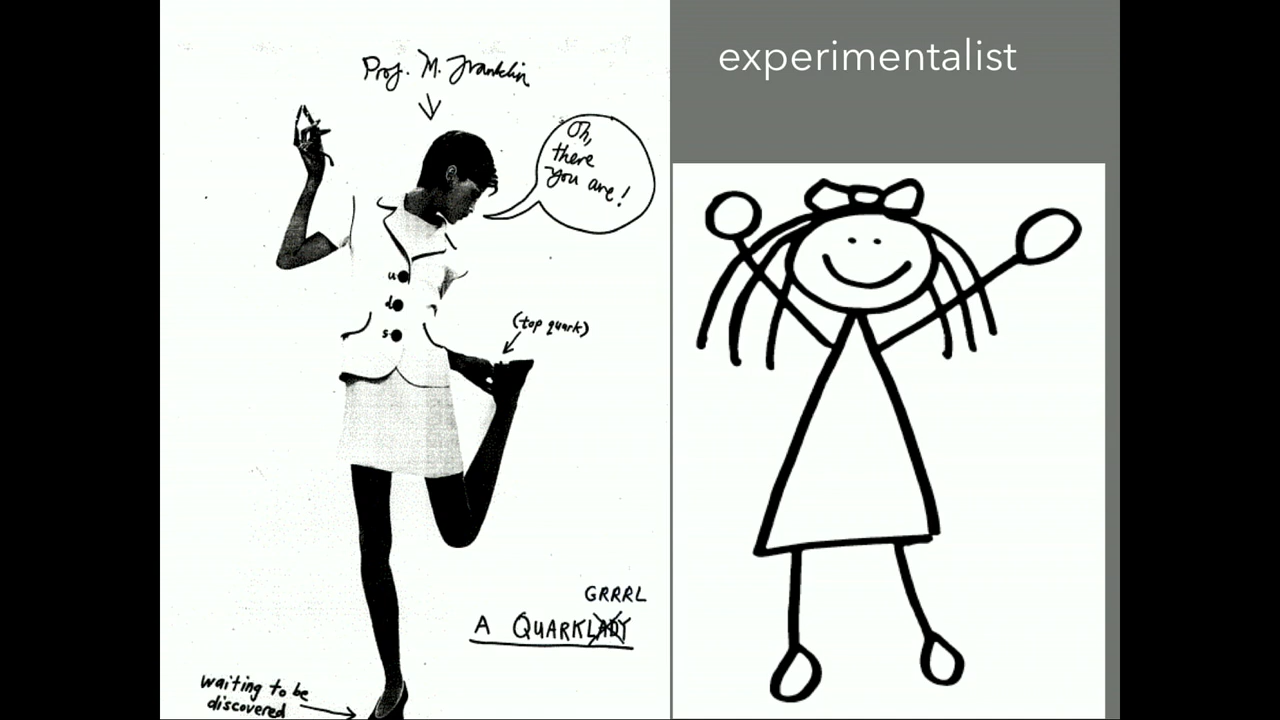 Prof. M. Franklin
Oh,
there
you are!
u
d
s
(top quark)
GRRRL
A QUARKLADY
waiting to be
discovered
experimentalist